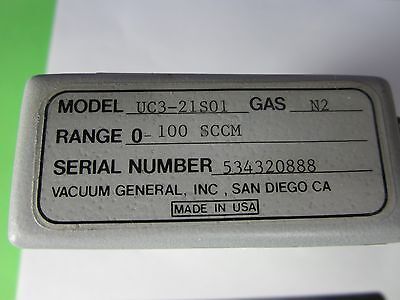 MODEL UC3-21S01 GAS N2
RANGE 0-100 SCCM
SERIAL NUMBER 534320888
VACUUM GENERAL, INC , SAN DIEGO CA
MADE IN USA